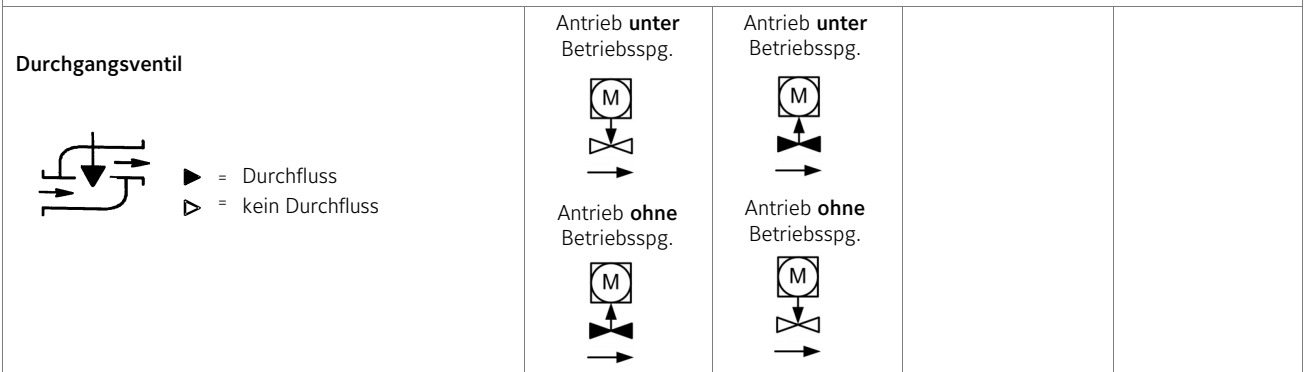 Durchgangsventil
= Durchfluss
= kein Durchfluss
Antrieb unter
Betriebsspg.
M
Antrieb ohne
Betriebsspg.
M
Antrieb unter
Betriebsspg.
M
Antrieb ohne
Betriebsspg.
M